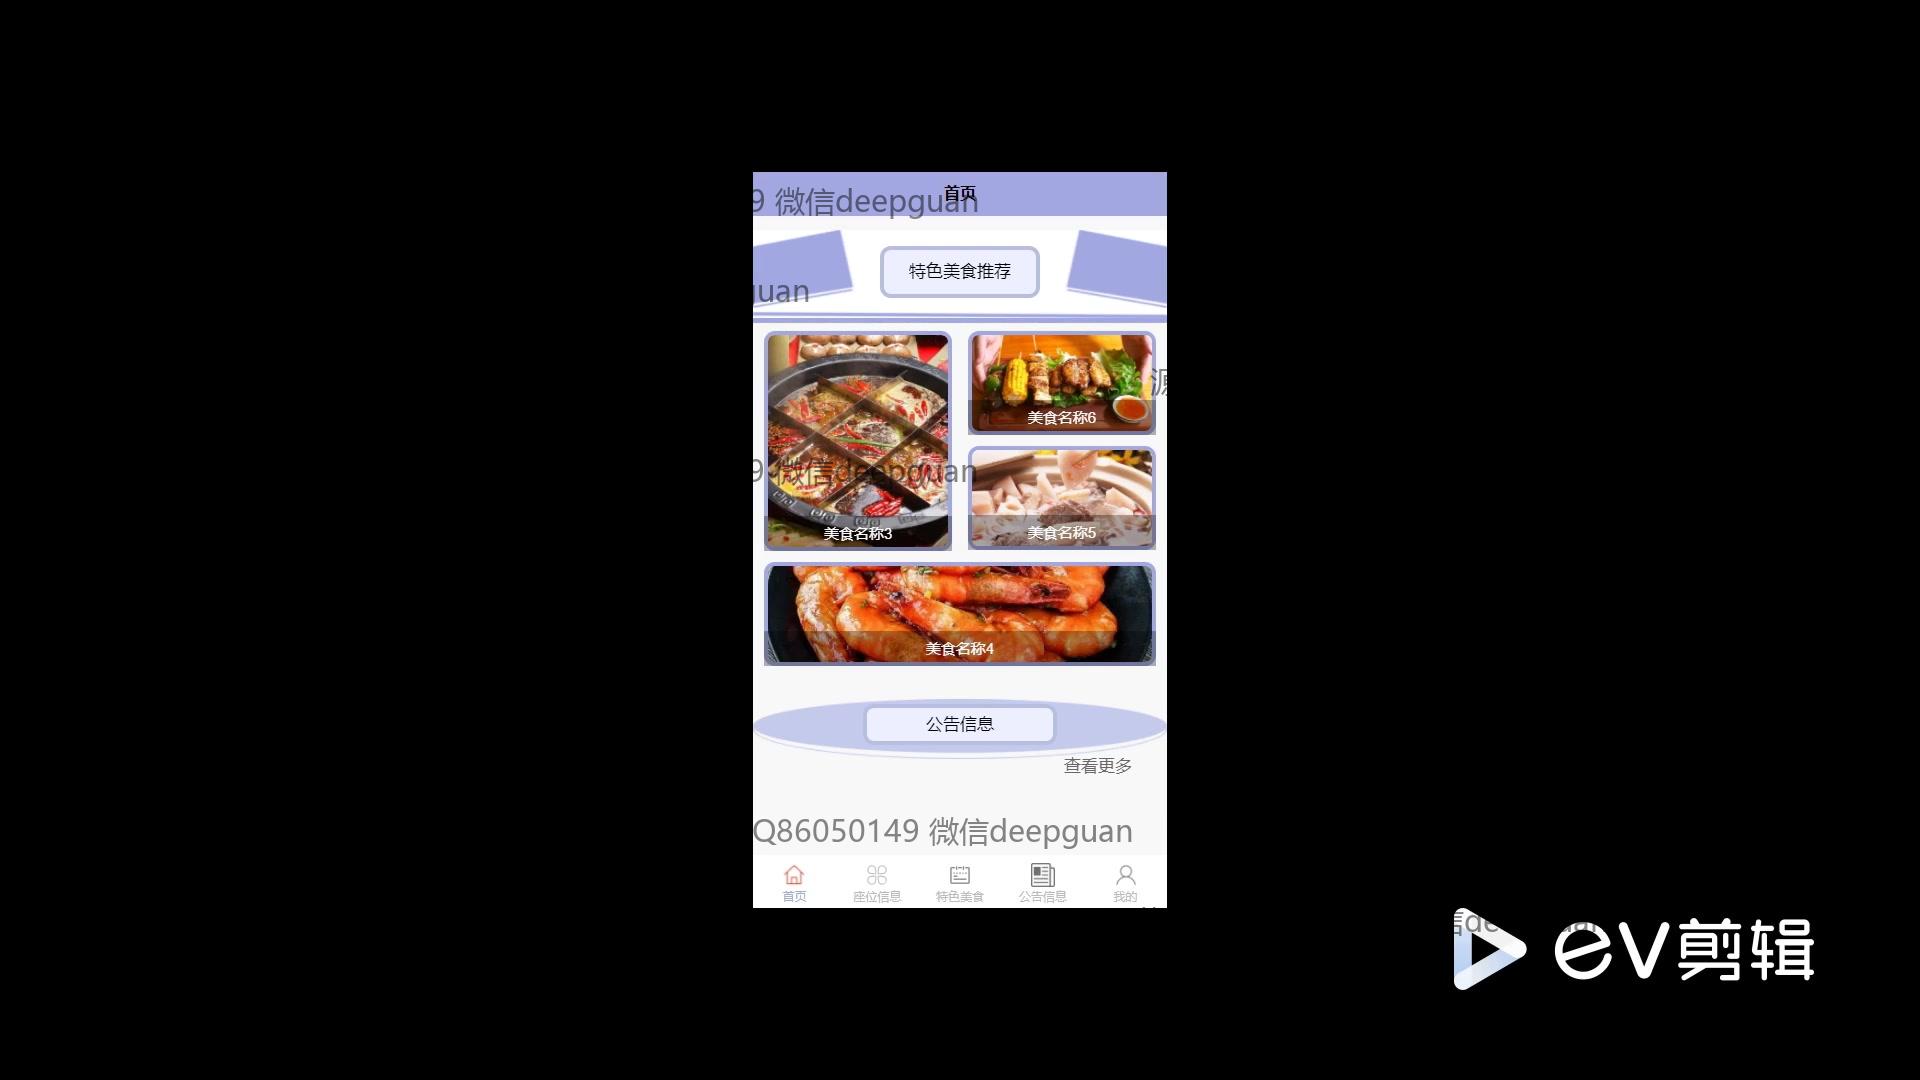 首页
9 微信deepguan
特色美食推荐
guan
源
美食名称6
9 微信deepguan
美食名称3
美食名称5
美食名称4
公告信息
查看更多
Q86050149 微信deepguan
首页
座位信息
特色美食
公告信息
我的
ev剪辑